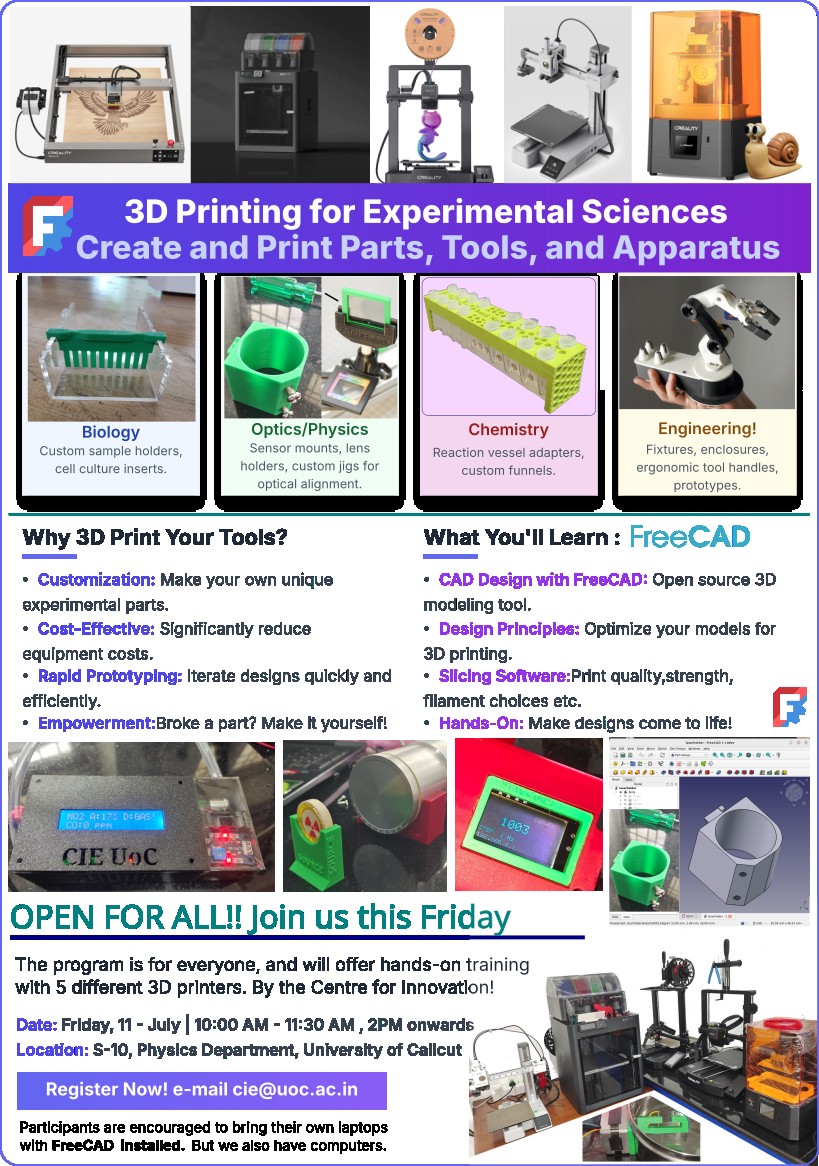 CREALITY
CREALITY
CREALITY
3D Printing for Experimental Sciences
Create and Print Parts, Tools, and Apparatus
Biology
Custom sample holders,
cell culture inserts.
Optics/Physics
Sensor mounts, lens
holders, custom jigs for
optical alignment.
Chemistry
Reaction vessel adapters,
custom funnels.
Engineering!
Fixtures, enclosures,
ergonomic tool handles,
prototypes.
Why 3D Print Your Tools?
• Customization: Make your own unique
experimental parts.
• Cost-Effective: Significantly reduce
equipment costs.
• Rapid Prototyping: Iterate designs quickly and
efficiently.
• Empowerment:Broke a part? Make it yourself!
What You'll Learn : FreeCAD
• CAD Design with FreeCAD: Open source 3D
modeling tool.
• Design Principles: Optimize your models for
3D printing.
• Slicing Software:Print quality,strength,
filament choices etc.
• Hands-On: Make designs come to life!
CO:0 ppm
CIE UoC
SOURCE
1003
OPEN FOR ALL!! Join us this Friday
The program is for everyone, and will offer hands-on training
with 5 different 3D printers. By the Centre for Innovation!
Date: Friday, 11 - July | 10:00 AM - 11:30 AM , 2PM onwards
Location: S-10, Physics Department, University of Calicut
Register Now! e-mail cie@uoc.ac.in
Participants are encouraged to bring their own laptops
with FreeCAD installed. But we also have computers.